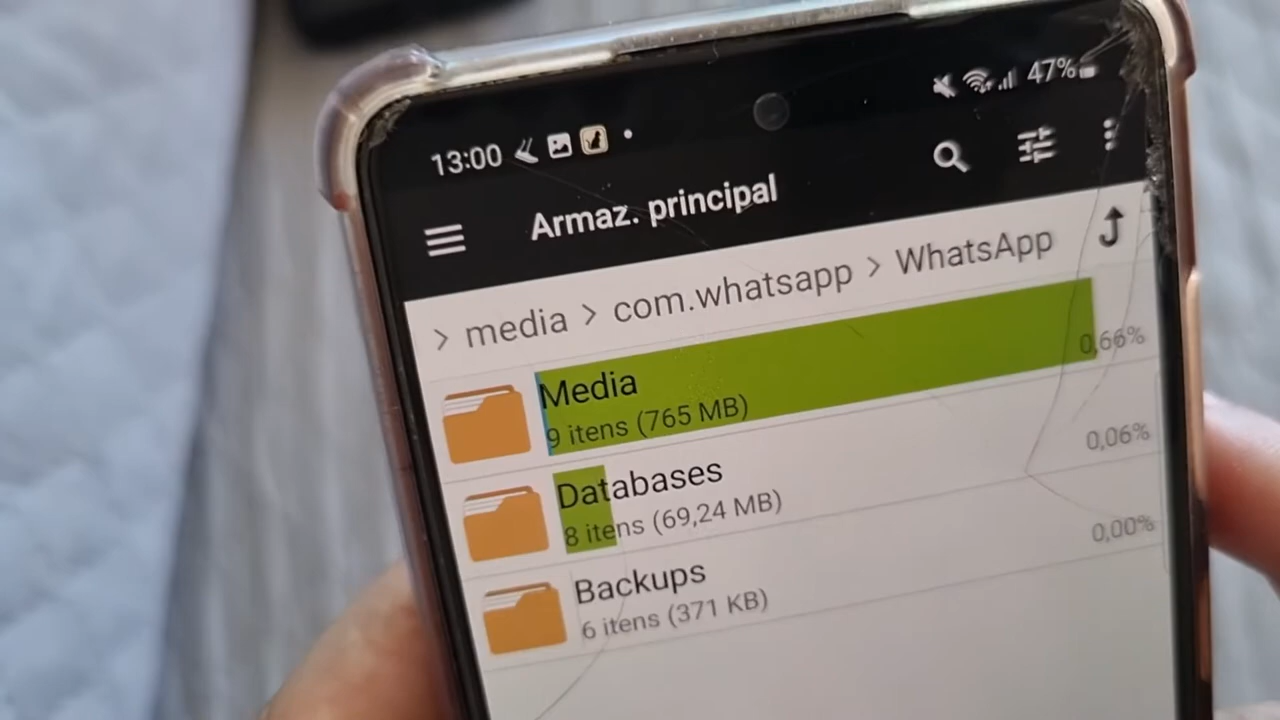 13:00 47%
Armaz. principal
> media > com.whatsapp > WhatsApp
Media
0,66%
9 itens (765 MB)
Databases
0,06%
8 itens (69,24 MB)
Backups
0,00%
6 itens (371 KB)